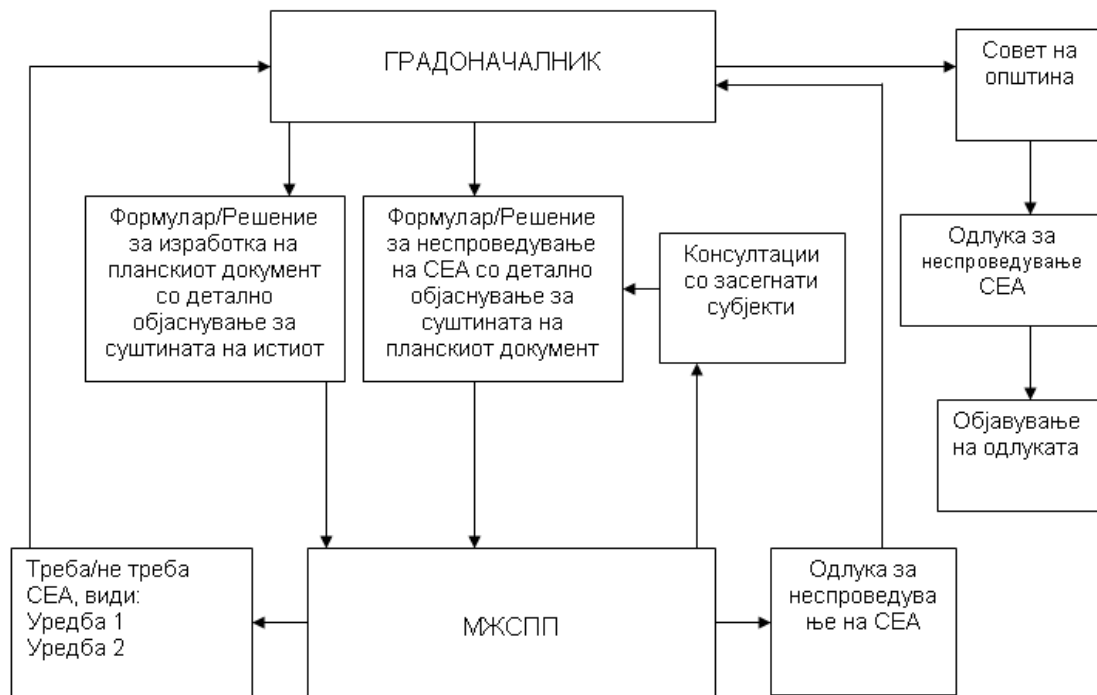 ГРАДОНАЧАЛНИК
Совет на
општина
Формулар/Решение
за изработка на
планскиот документ
со детално
објаснување за
суштината на истиот
Формулар/Решение
за неспроведување
на СЕА со детално
објаснување за
суштината на
планскиот документ
Консултации
со засегнати
субјекти
Одлука за
неспроведување
СЕА
Објавување
на одлуката
Треба/не треба
СЕА, види:
Уредба 1
Уредба 2
МЖСПП
Одлука за
неспроведува
ње на СЕА